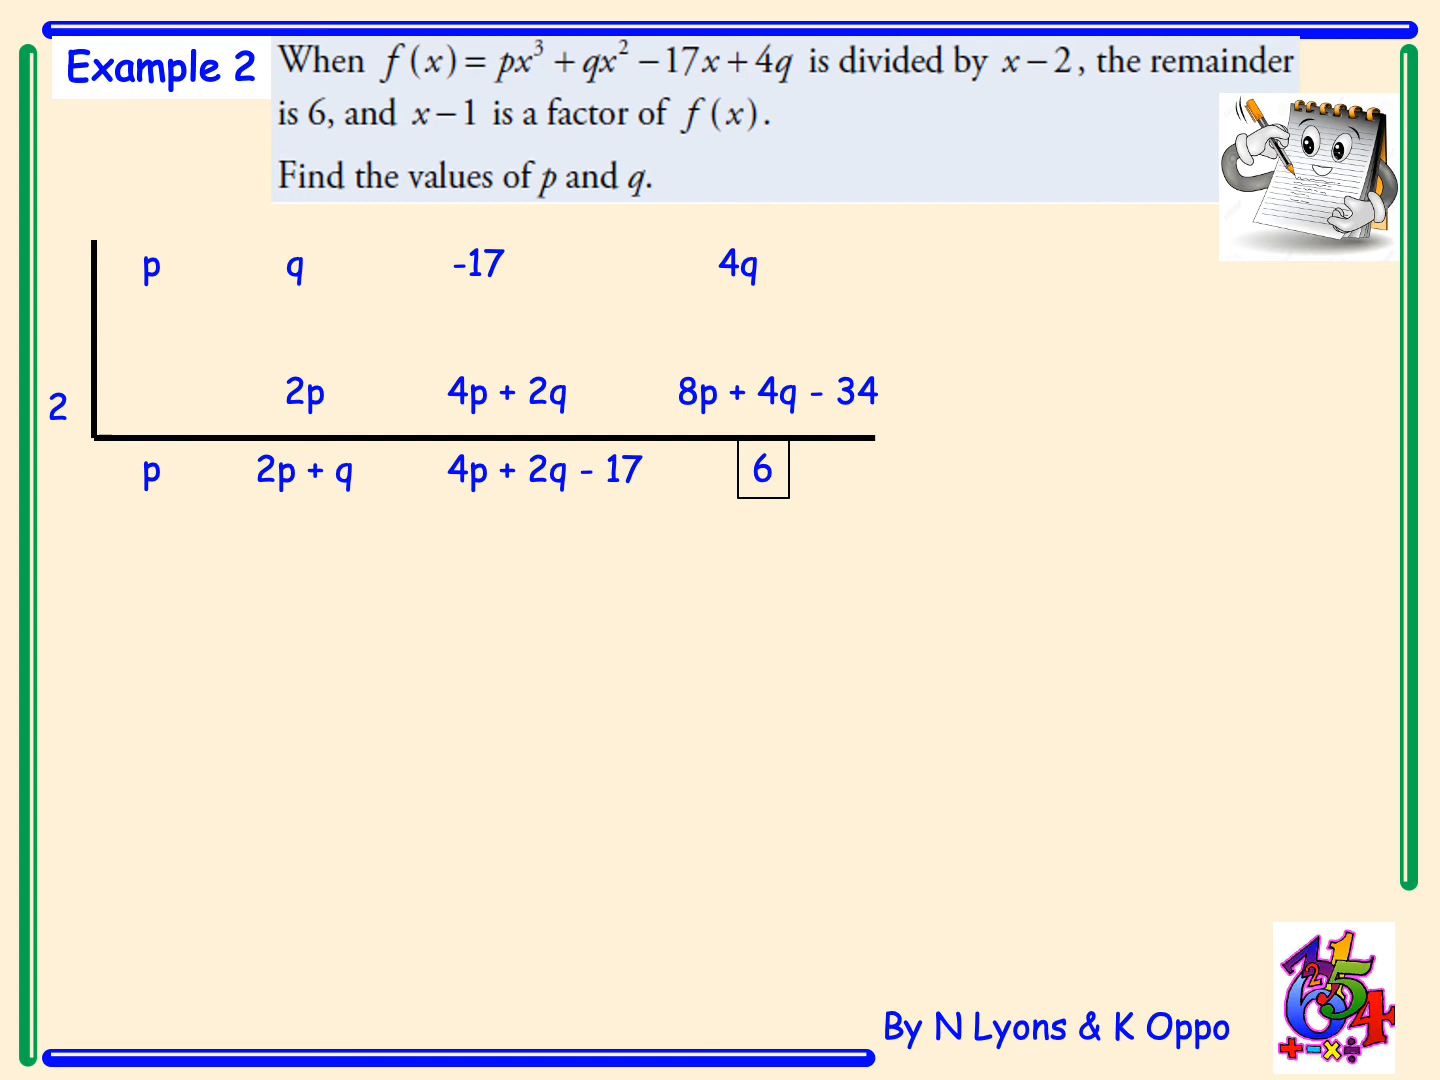 Example 2
When f(x) = px³ + qx² − 17x + 4q is divided by x − 2, the remainder
is 6, and x − 1 is a factor of f(x).
Find the values of p and q.
p q -17 4q
2p 4p + 2q 8p + 4q - 34
2
p 2p + q 4p + 2q - 17 6
By N Lyons & K Oppo